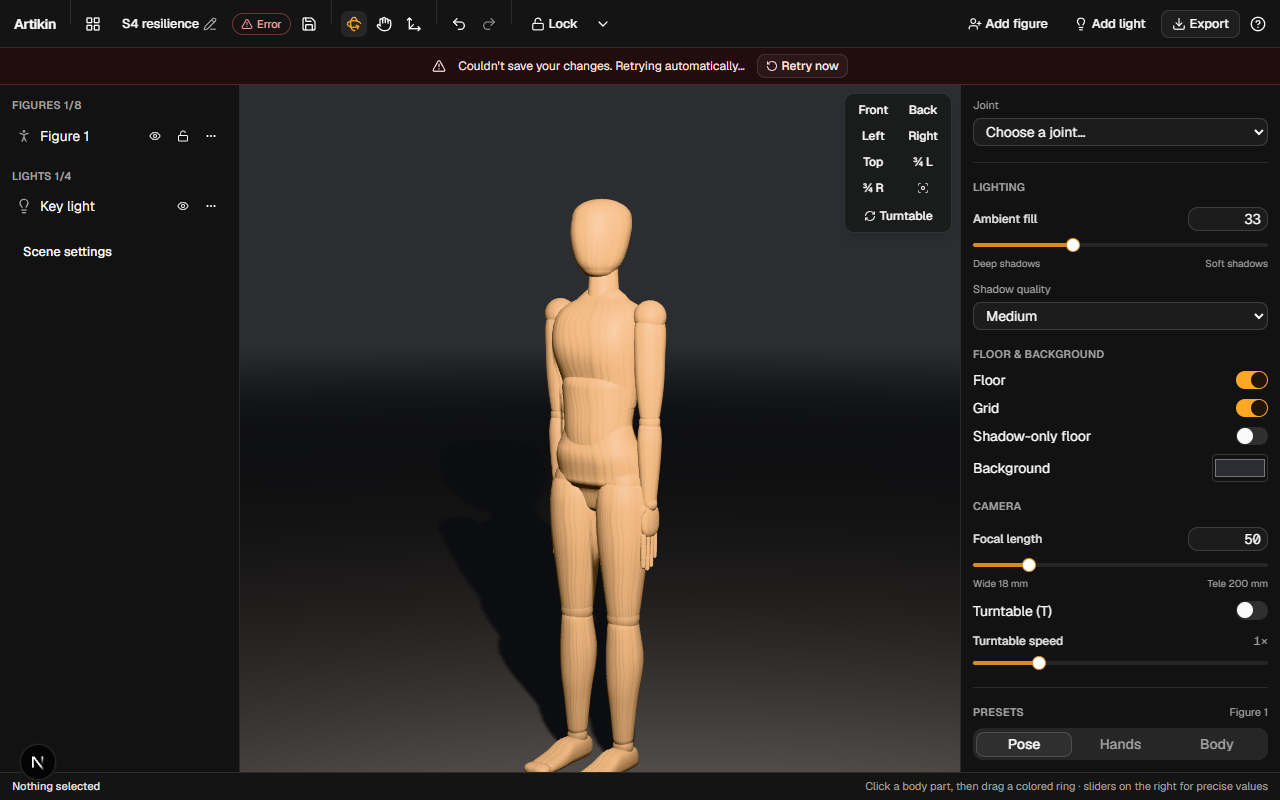 Artikin
S4 resilience
Error
Lock
Add figure
Add light
Export
Couldn't save your changes. Retrying automatically…
Retry now
FIGURES 1/8
Figure 1
LIGHTS 1/4
Key light
Scene settings
Front Back
Left Right
Top ¾ L
¾ R
Turntable
Joint
Choose a joint…
LIGHTING
Ambient fill 33
Deep shadows Soft shadows
Shadow quality
Medium
FLOOR & BACKGROUND
Floor
Grid
Shadow-only floor
Background
CAMERA
Focal length 50
Wide 18 mm Tele 200 mm
Turntable (T)
Turntable speed 1×
PRESETS Figure 1
Pose Hands Body
N
Nothing selected
Click a body part, then drag a colored ring · sliders on the right for precise values